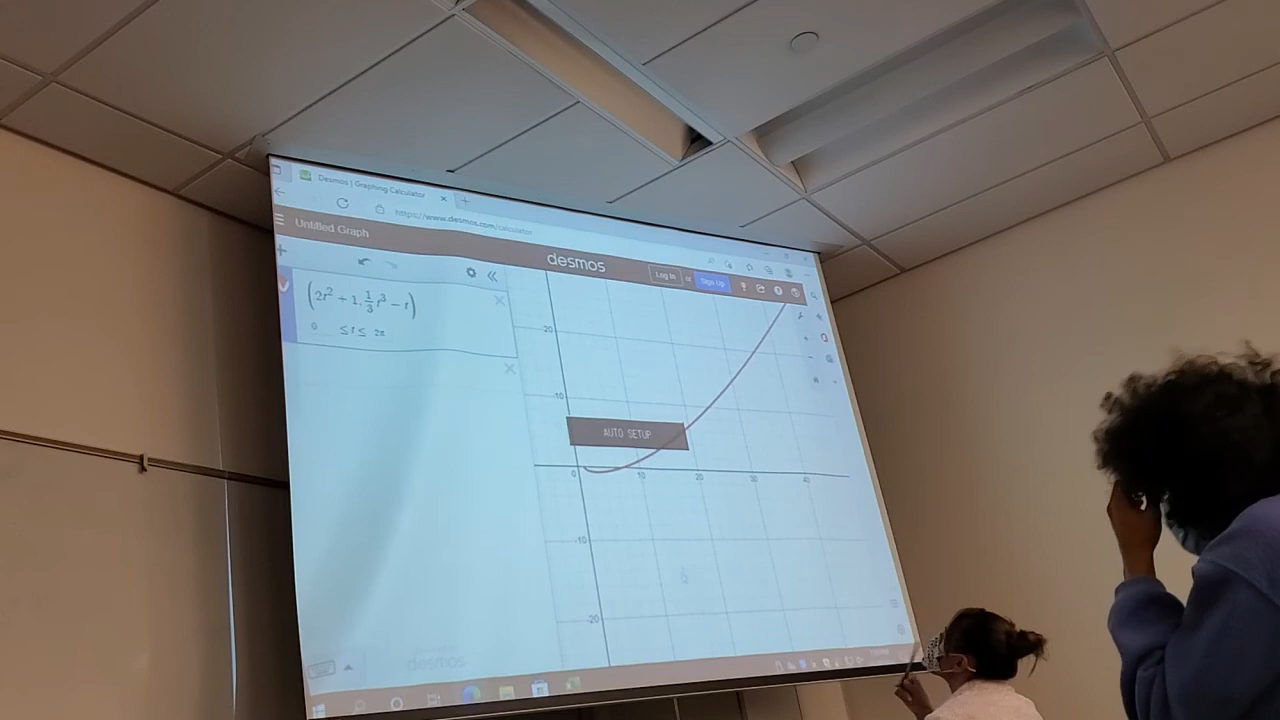 Desmos | Graphing Calculator
https://www.desmos.com/calculator
Untitled Graph
desmos
Log In or Sign Up
(2t² + 1, 1/3 t³ − t)
0 ≤ t ≤ 2π
20
10
AUTO SETUP
0 10 20 30 40
-10
-20
desmos